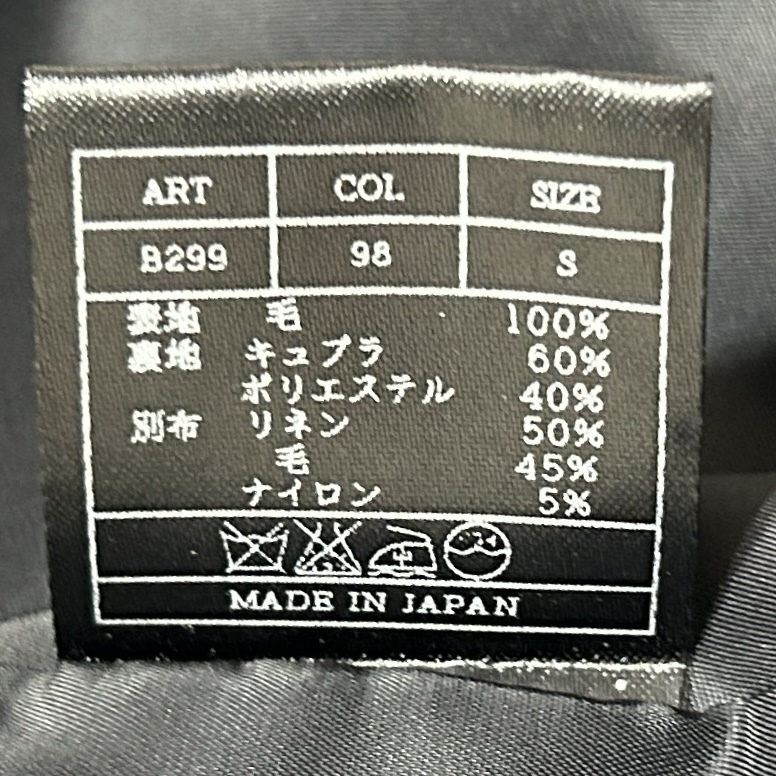 ART COL SIZE
B299 98 S
表地 毛 100%
裏地 キュプラ 60%
ポリエステル 40%
別布 リネン 50%
毛 45%
ナイロン 5%
MADE IN JAPAN